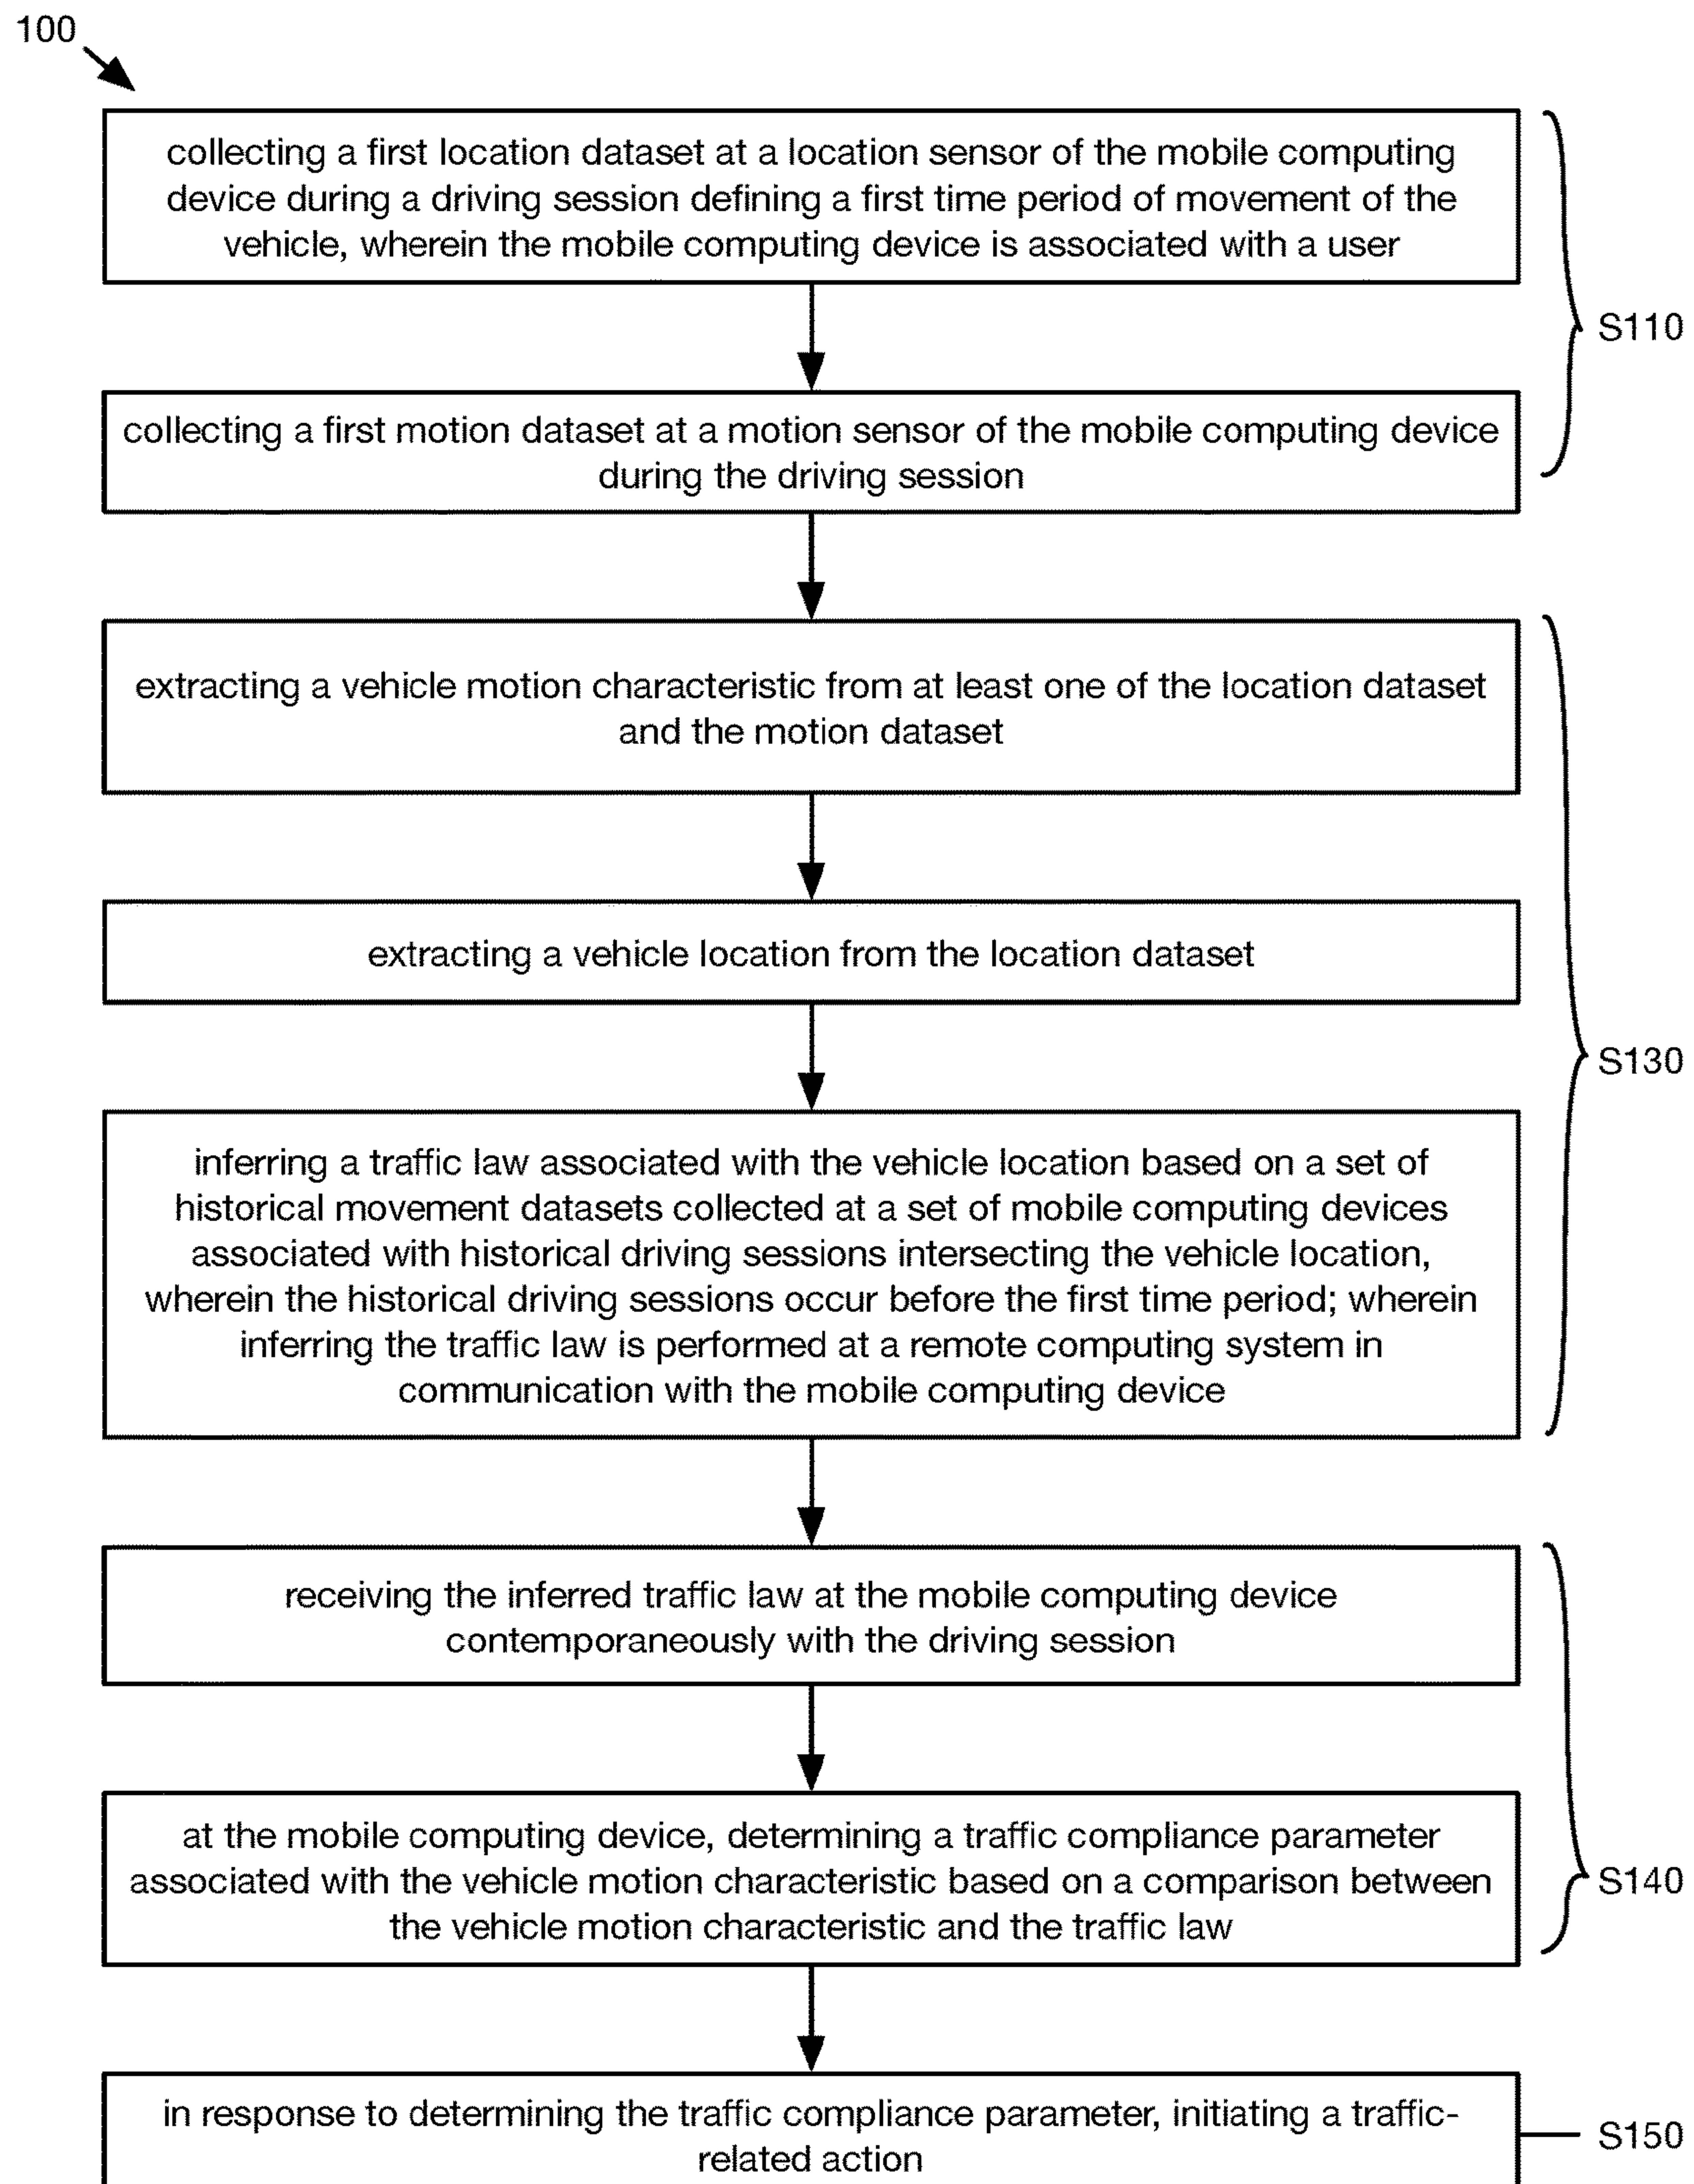 100
collecting a first location dataset at a location sensor of the mobile computing
device during a driving session defining a first time period of movement of the
vehicle, wherein the mobile computing device is associated with a user
S110
collecting a first motion dataset at a motion sensor of the mobile computing device
during the driving session
extracting a vehicle motion characteristic from at least one of the location dataset
and the motion dataset
extracting a vehicle location from the location dataset
S130
inferring a traffic law associated with the vehicle location based on a set of
historical movement datasets collected at a set of mobile computing devices
associated with historical driving sessions intersecting the vehicle location,
wherein the historical driving sessions occur before the first time period; wherein
inferring the traffic law is performed at a remote computing system in
communication with the mobile computing device
receiving the inferred traffic law at the mobile computing device
contemporaneously with the driving session
at the mobile computing device, determining a traffic compliance parameter
associated with the vehicle motion characteristic based on a comparison between
the vehicle motion characteristic and the traffic law
S140
in response to determining the traffic compliance parameter, initiating a traffic-
related action
S150